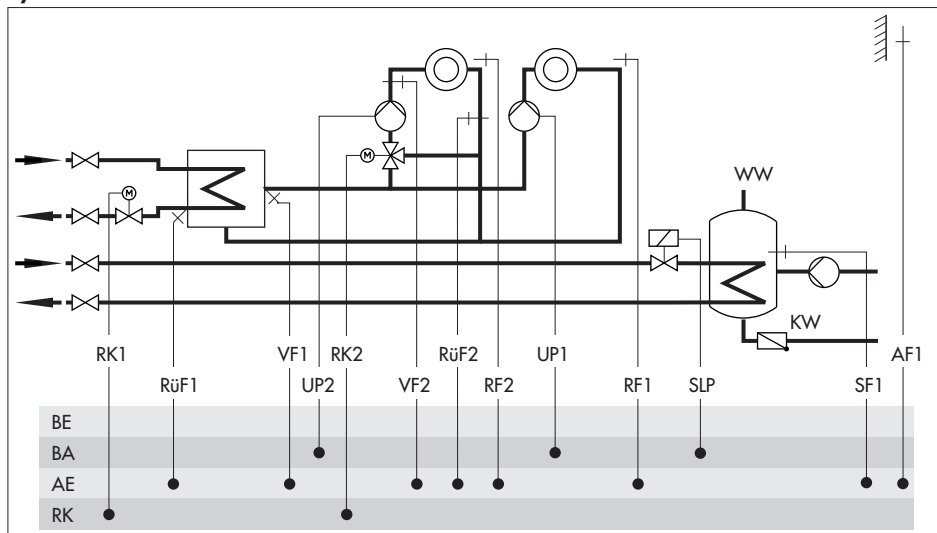 M
M
WW
KW
RK1 VF1 RK2 RüF2 UP1 AF1
RüF1 UP2 VF2 RF2 RF1 SLP SF1
BE
BA
AE
RK